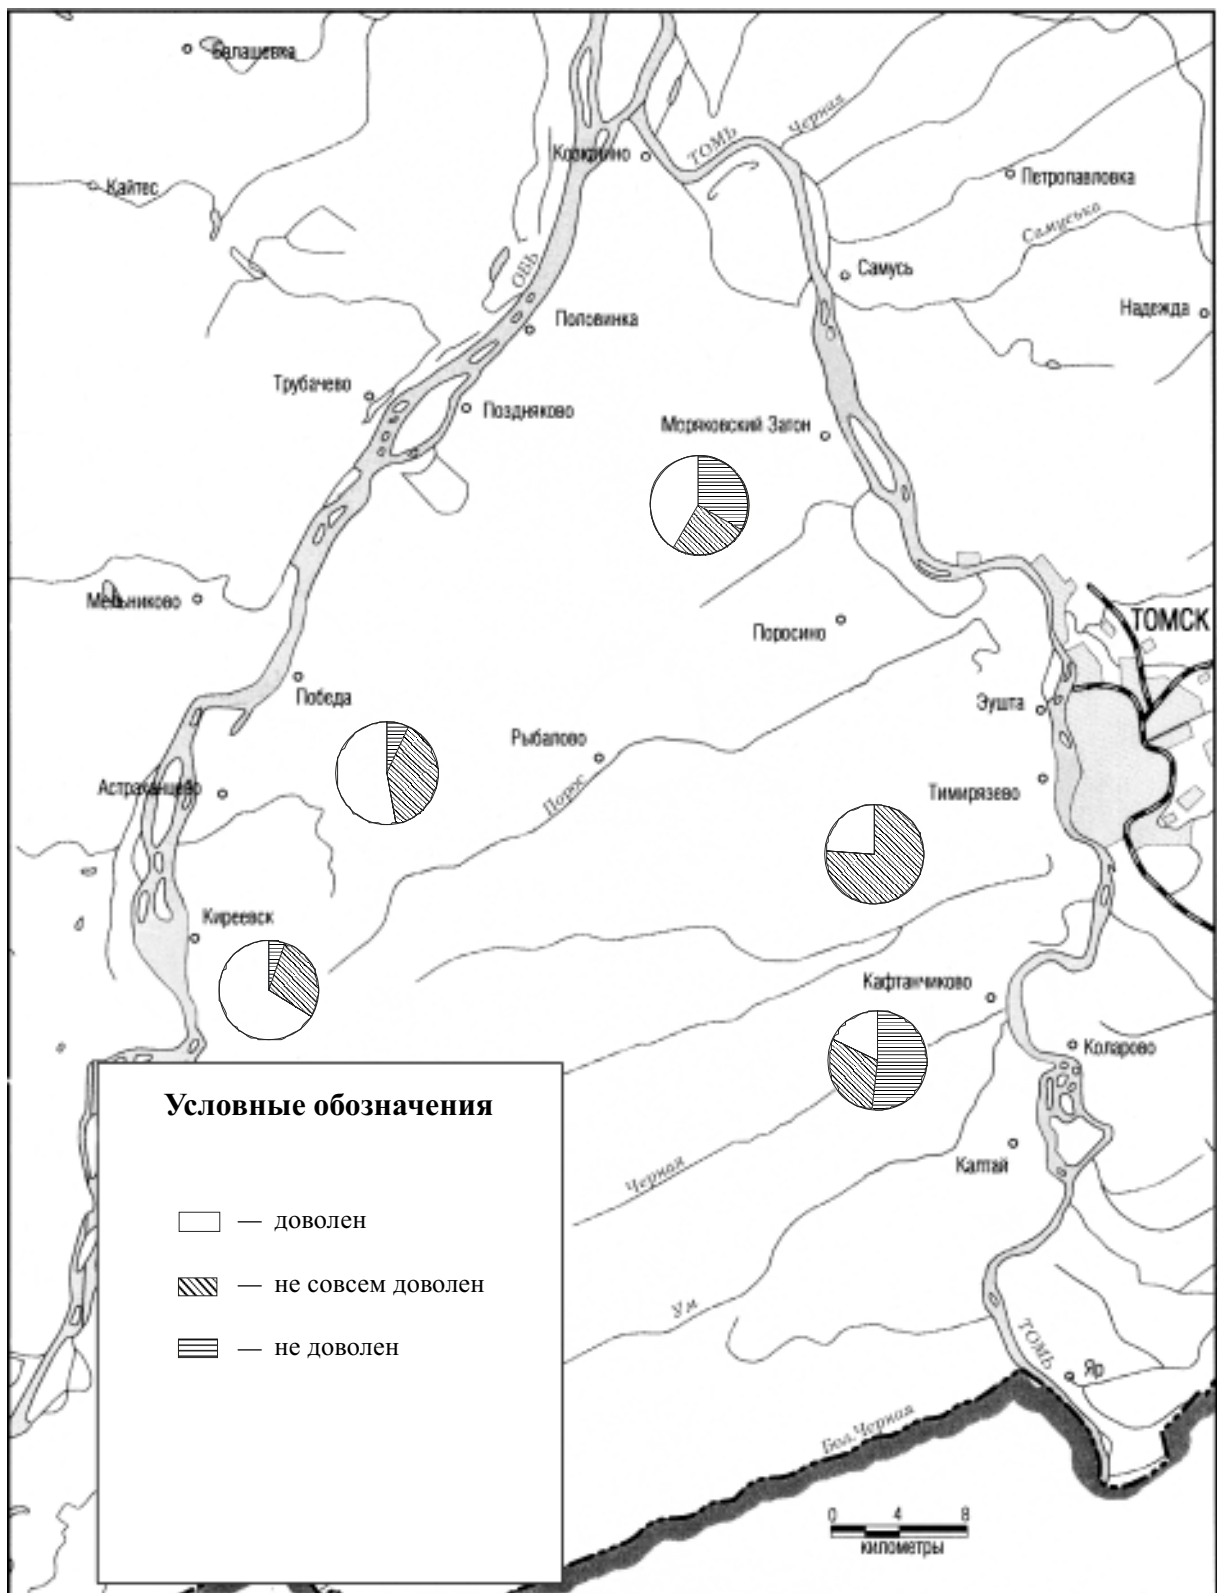 Балашевка
Черная
ТОМЬ
Кайтес
Петропавловка
Самуська
Самусь
ОБЬ
Надежда
Половинка
Трубачево
Поздняково
Моряковский Затон
Мельниково
ТОМСК
Поросино
Победа
Эушта
Рыбалово
Астраханцево
Порос
Тимирязево
Киреевск
Кафтанчиково
Коларово
Условные обозначения
Черная
Калтай
— доволен
— не совсем доволен
Ум
— не доволен
ТОМЬ
Яр
Бол.Черная
0 4 8
километры